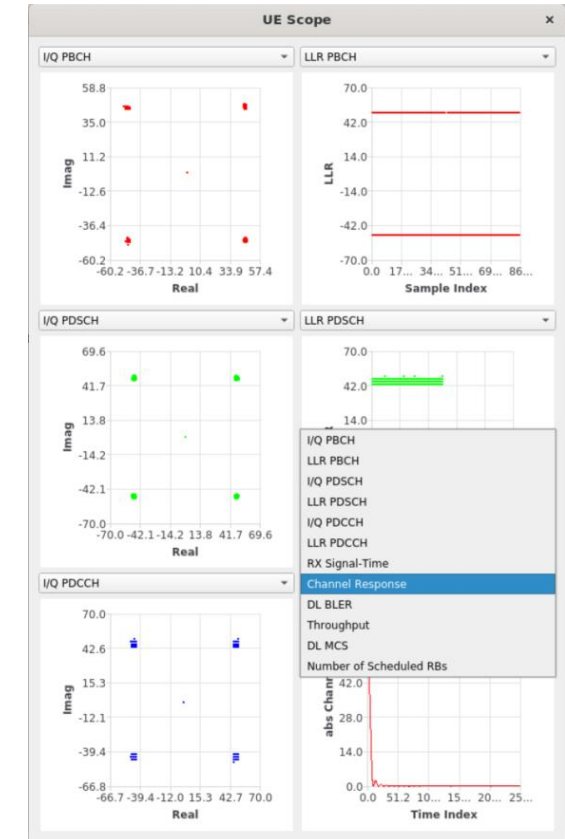 UE Scope ×
I/Q PBCH
LLR PBCH
58.8
35.0
11.2
-12.6
-36.4
-60.2
Imag
-60.2 -36.7 -13.2 10.4 33.9 57.4
Real
70.0
42.0
14.0
-14.0
-42.0
-70.0
LLR
0.0 17... 34... 51... 69... 86...
Sample Index
I/Q PDSCH
LLR PDSCH
69.6
41.7
13.8
-14.2
-42.1
-70.0
Imag
-70.0 -42.1 -14.2 13.8 41.7 69.6
Real
70.0
42.0
14.0
I/Q PBCH
LLR PBCH
I/Q PDSCH
LLR PDSCH
I/Q PDCCH
LLR PDCCH
RX Signal-Time
Channel Response
DL BLER
Throughput
DL MCS
Number of Scheduled RBs
I/Q PDCCH
70.0
42.6
15.3
-12.1
-39.4
-66.8
Imag
-66.7 -39.4 -12.1 15.3 42.7 70.0
Real
42.0
28.0
14.0
0.0
abs Chann
0.0 51.2 10... 15... 20... 25...
Time Index